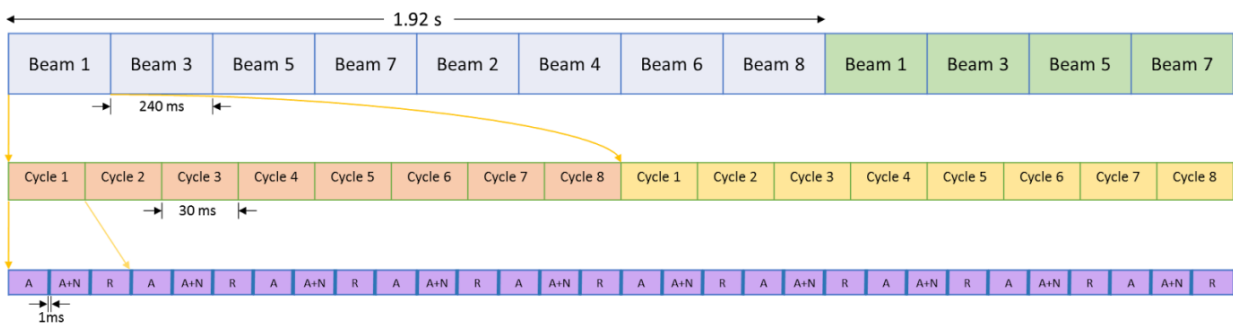 1.92 s
Beam 1 Beam 3 Beam 5 Beam 7 Beam 2 Beam 4 Beam 6 Beam 8 Beam 1 Beam 3 Beam 5 Beam 7
240 ms
Cycle 1 Cycle 2 Cycle 3 Cycle 4 Cycle 5 Cycle 6 Cycle 7 Cycle 8 Cycle 1 Cycle 2 Cycle 3 Cycle 4 Cycle 5 Cycle 6 Cycle 7 Cycle 8
30 ms
A A+N R A A+N R A A+N R A A+N R A A+N R A A+N R A A+N R A A+N R A A+N R A A+N R
1ms